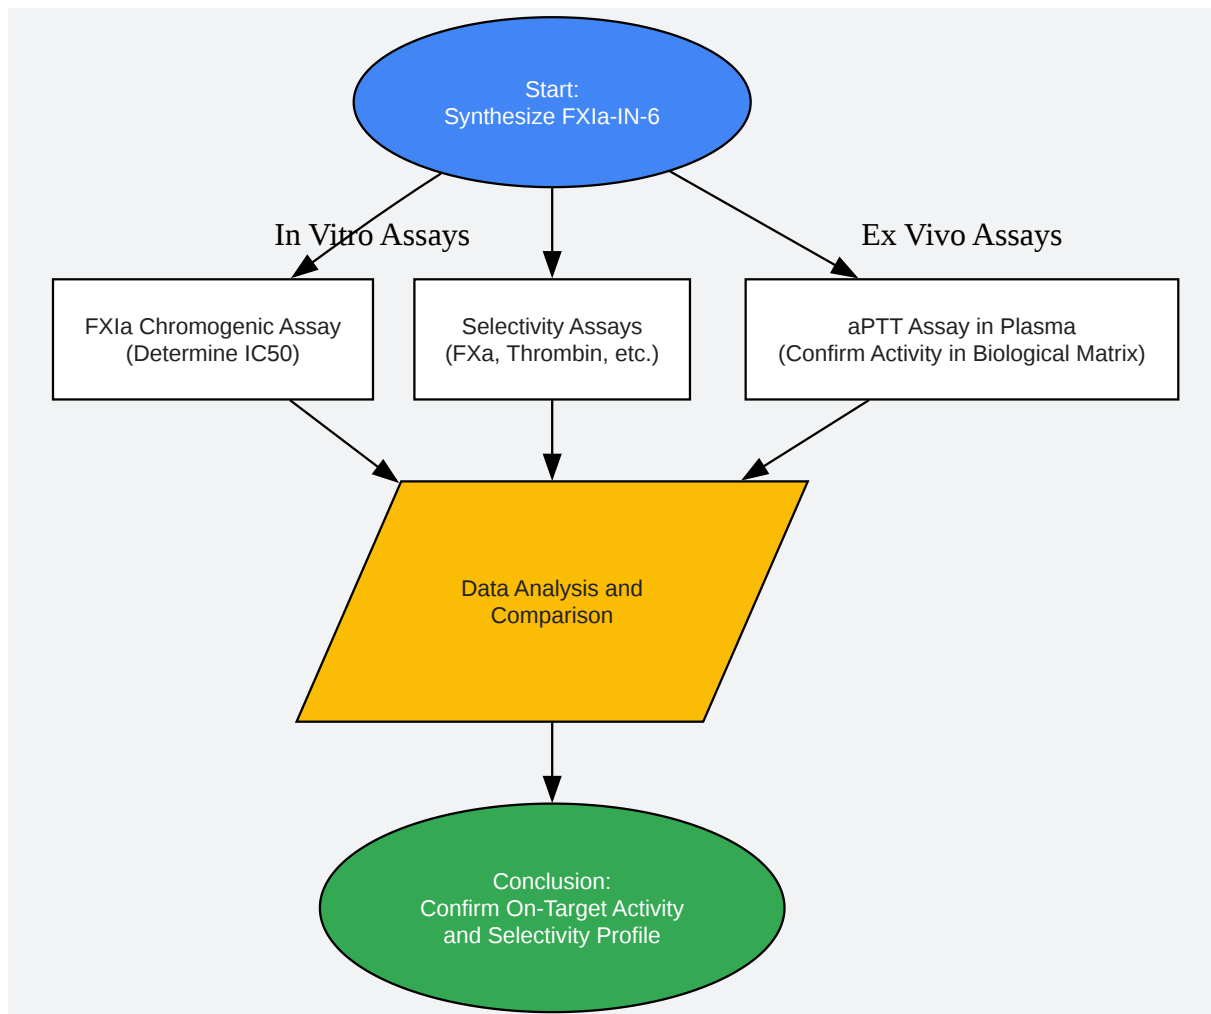 Start:
Synthesize FXIa-IN-6
In Vitro Assays
Ex Vivo Assays
FXIa Chromogenic Assay
(Determine IC50)
Selectivity Assays
(FXa, Thrombin, etc.)
aPTT Assay in Plasma
(Confirm Activity in Biological Matrix)
Data Analysis and
Comparison
Conclusion:
Confirm On-Target Activity
and Selectivity Profile